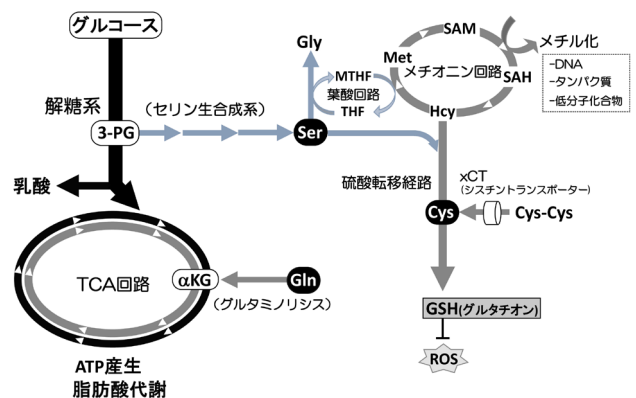 グルコース
解糖系
3-PG
(セリン生合成系)
乳酸
TCA回路
αKG
Gln
(グルタミノリシス)
ATP産生
脂肪酸代謝
Gly
Ser
MTHF
葉酸回路
THF
Met
SAM
メチオニン回路
SAH
Hcy
メチル化
-DNA
-タンパク質
-低分子化合物
硫酸転移経路
xCT
(シスチントランスポーター)
Cys
Cys-Cys
GSH(グルタチオン)
ROS